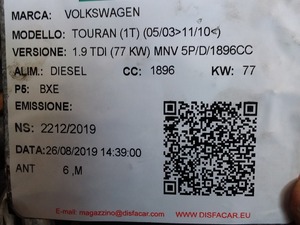 MARCA: VOLKSWAGEN
MODELLO: TOURAN (1T) (05/03>11/10<)
VERSIONE: 1.9 TDI (77 KW) MNV 5P/D/1896CC
ALIM.: DIESEL CC: 1896 KW: 77
P5: BXE
EMISSIONE:
NS: 2212/2019
DATA: 26/08/2019 14:39:00
ANT 6 ,M
E-mail: magazzino@disfacar.com WWW.DISFACAR.EU